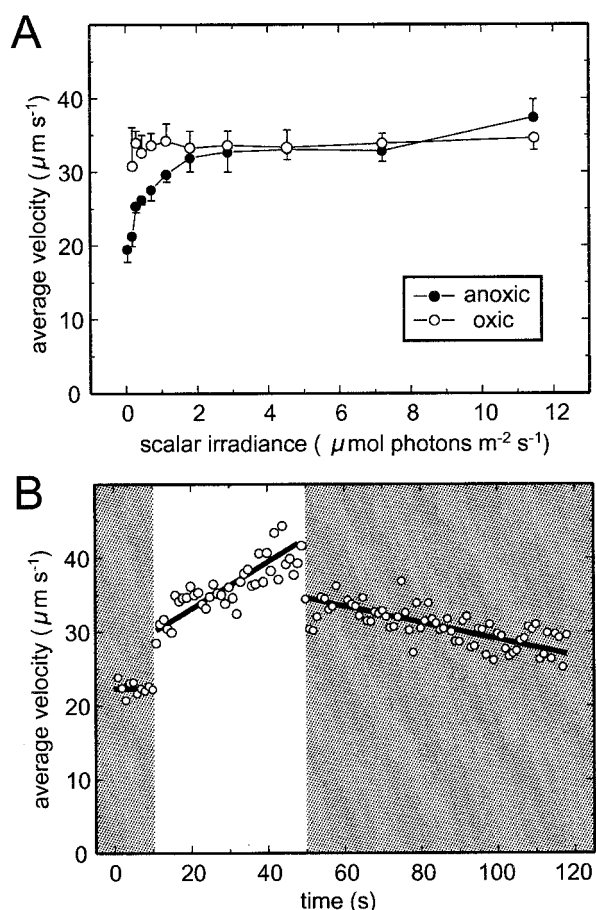 A
average velocity (µm s-1)
50
40
30
20
10
0
anoxic
oxic
0 2 4 6 8 10 12
scalar irradiance ( µmol photons m-2 s-1)
B
average velocity (µm s-1)
40
30
20
10
0
0 20 40 60 80 100 120
time (s)